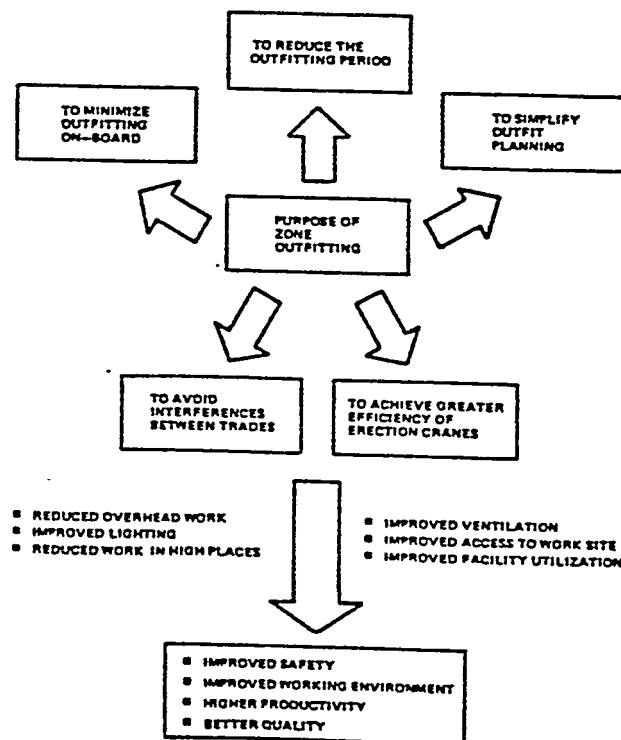 TO REDUCE THE
OUTFITTING PERIOD
TO MINIMIZE
OUTFITTING
ON-BOARD
TO SIMPLIFY
OUTFIT
PLANNING
PURPOSE OF
ZONE
OUTFITTING
TO AVOID
INTERFERENCES
BETWEEN TRADES
TO ACHIEVE GREATER
EFFICIENCY OF
ERECTION CRANES
■ REDUCED OVERHEAD WORK
■ IMPROVED LIGHTING
■ REDUCED WORK IN HIGH PLACES
■ IMPROVED VENTILATION
■ IMPROVED ACCESS TO WORK SITE
■ IMPROVED FACILITY UTILIZATION
■ IMPROVED SAFETY
■ IMPROVED WORKING ENVIRONMENT
■ HIGHER PRODUCTIVITY
■ BETTER QUALITY